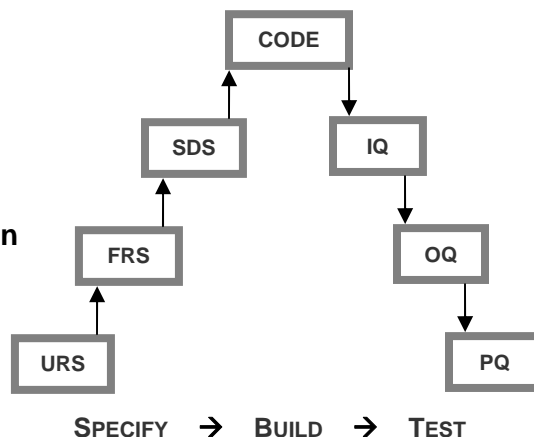 CODE
SDS IQ
n
FRS OQ
URS PQ
SPECIFY → BUILD → TEST